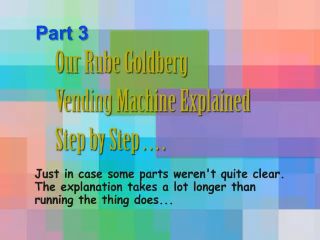 Part 3
Our Rube Goldberg
Vending Machine Explained
Step by Step ....
Just in case some parts weren't quite clear.
The explanation takes a lot longer than
running the thing does...